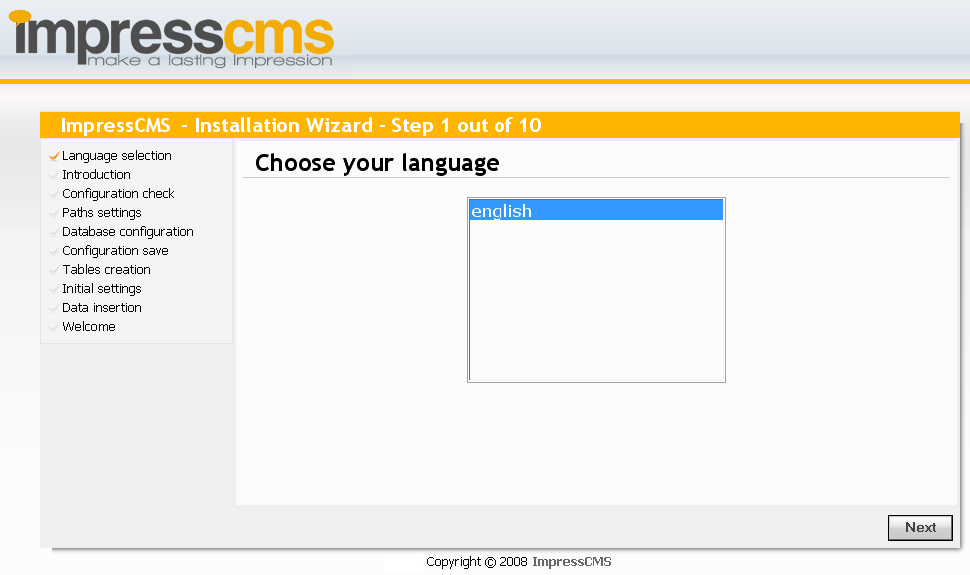 impresscms
make a lasting impression
ImpressCMS - Installation Wizard - Step 1 out of 10
Language selection
Introduction
Configuration check
Paths settings
Database configuration
Configuration save
Tables creation
Initial settings
Data insertion
Welcome
Choose your language
english
Next
Copyright © 2008 ImpressCMS